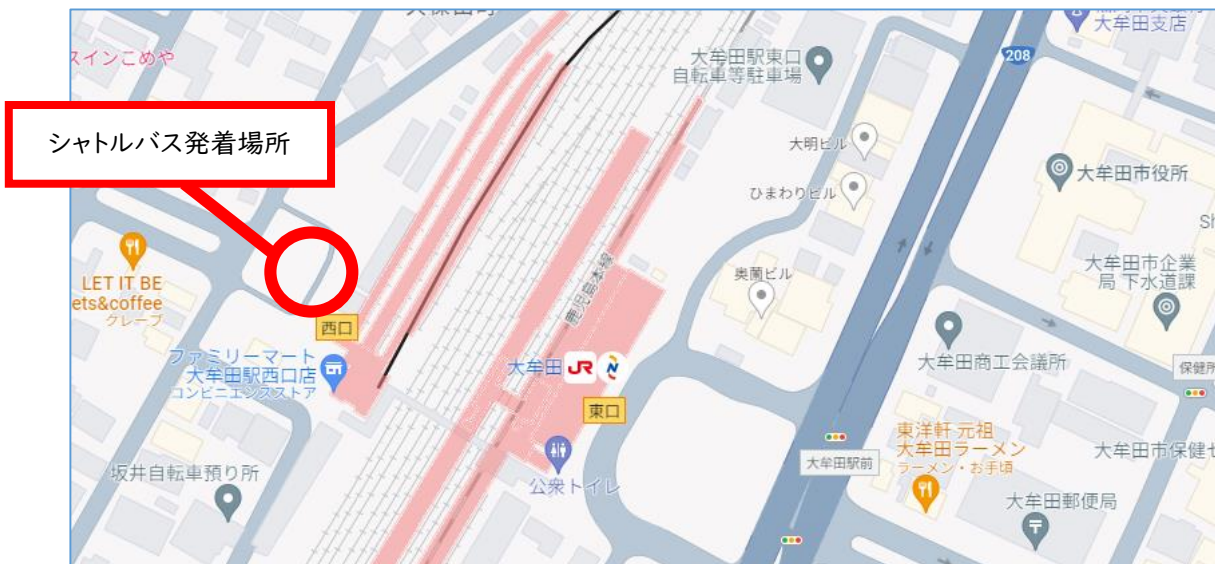 大牟田支店
スインこめや
大牟田駅東口
自転車等駐車場
208
シャトルバス発着場所
大明ビル
大牟田市役所
ひまわりビル
Sh
LET IT BE
ets&coffee
クレープ
鹿児島本線
奥薗ビル
大牟田市企業
局 下水道課
西口
ファミリーマート
大牟田駅西口店
コンビニエンスストア
大牟田
JR
東口
大牟田商工会議所
保健所
東洋軒 元祖
大牟田ラーメン
ラーメン・お手頃
大牟田駅前
大牟田市保健セ
坂井自転車預り所
公衆トイレ
大牟田郵便局